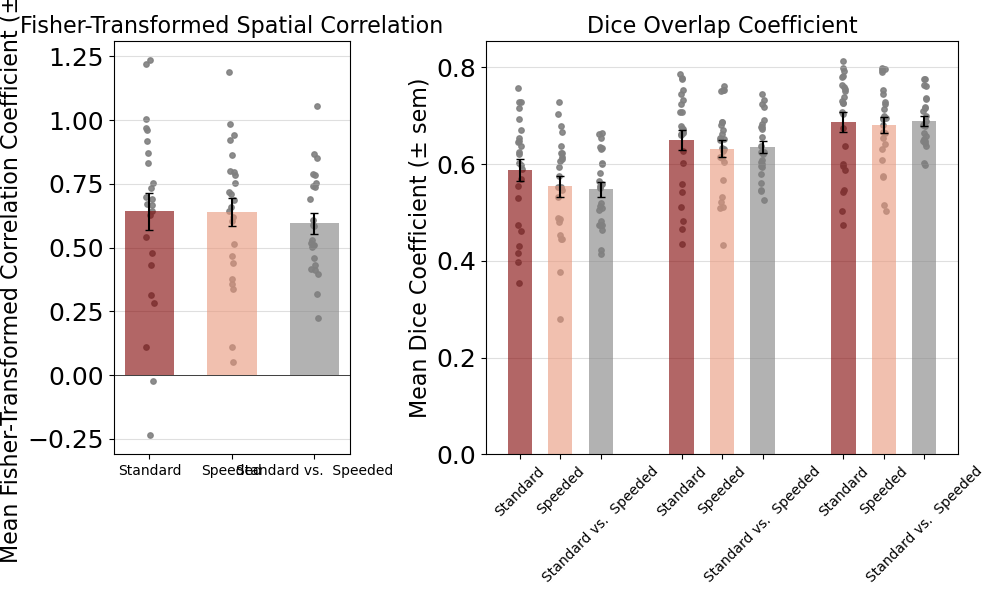 Fisher-Transformed Spatial Correlation
Mean Fisher-Transformed Correlation Coefficient (±
1.25
1.00
0.75
0.50
0.25
0.00
−0.25
Standard
Speeded
Standard vs.  Speeded
Dice Overlap Coefficient
Mean Dice Coefficient (± sem)
0.8
0.6
0.4
0.2
0.0
Standard
Speeded
Standard vs.  Speeded
Standard
Speeded
Standard vs.  Speeded
Standard
Speeded
Standard vs.  Speeded